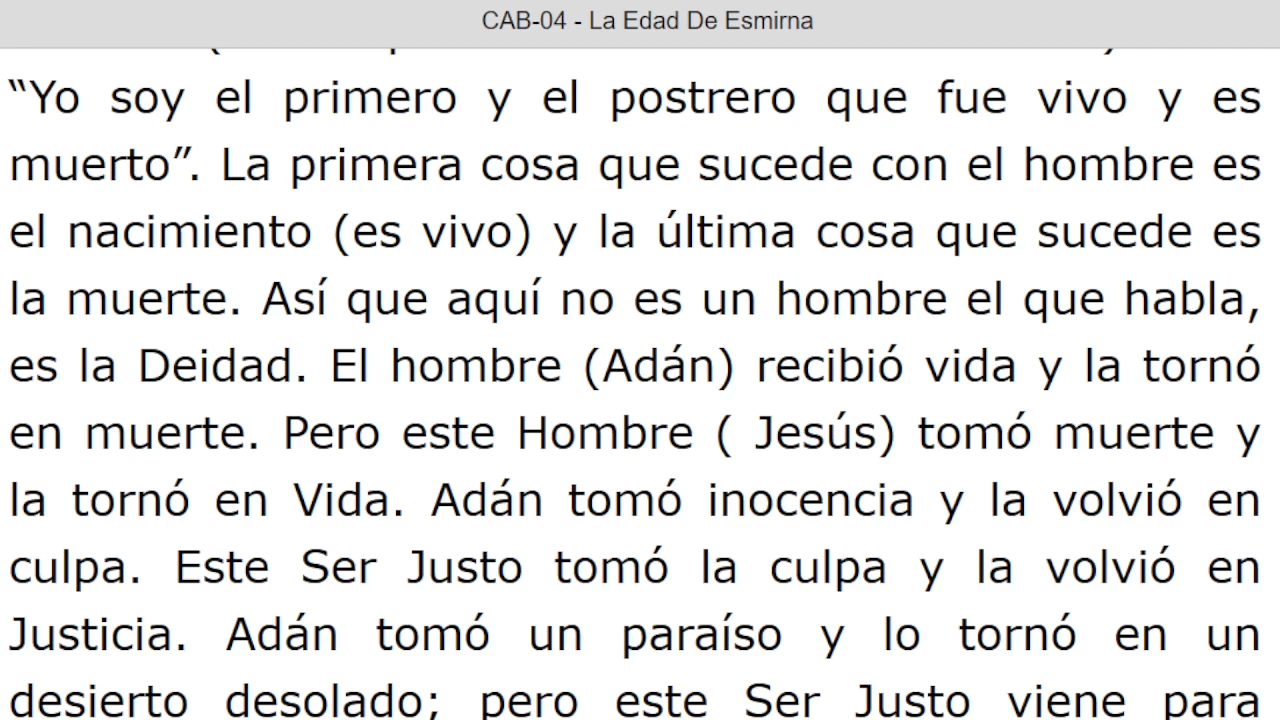 CAB-04 - La Edad De Esmirna
“Yo soy el primero y el postrero que fue vivo y es
muerto”. La primera cosa que sucede con el hombre es
el nacimiento (es vivo) y la última cosa que sucede es
la muerte. Así que aquí no es un hombre el que habla,
es la Deidad. El hombre (Adán) recibió vida y la tornó
en muerte. Pero este Hombre ( Jesús) tomó muerte y
la tornó en Vida. Adán tomó inocencia y la volvió en
culpa. Este Ser Justo tomó la culpa y la volvió en
Justicia. Adán tomó un paraíso y lo tornó en un
desierto desolado; pero este Ser Justo viene para